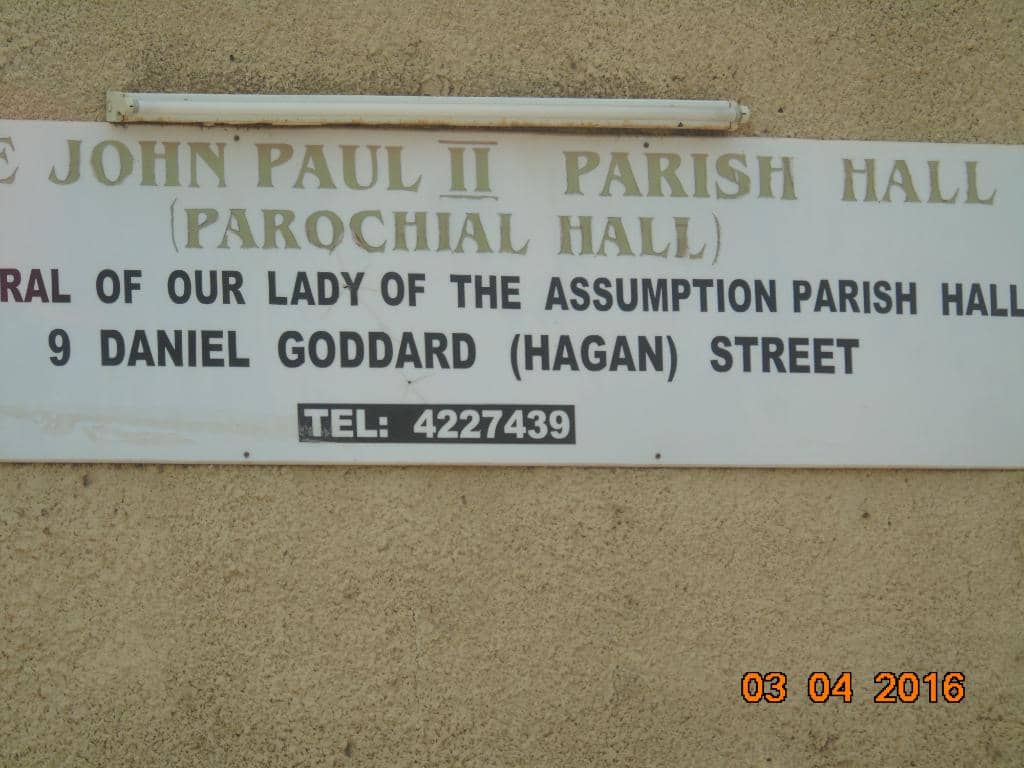 E JOHN PAUL II PARISH HALL
(PAROCHIAL HALL)
RAL OF OUR LADY OF THE ASSUMPTION PARISH HALL
9 DANIEL GODDARD (HAGAN) STREET
TEL: 4227439
03 04 2016